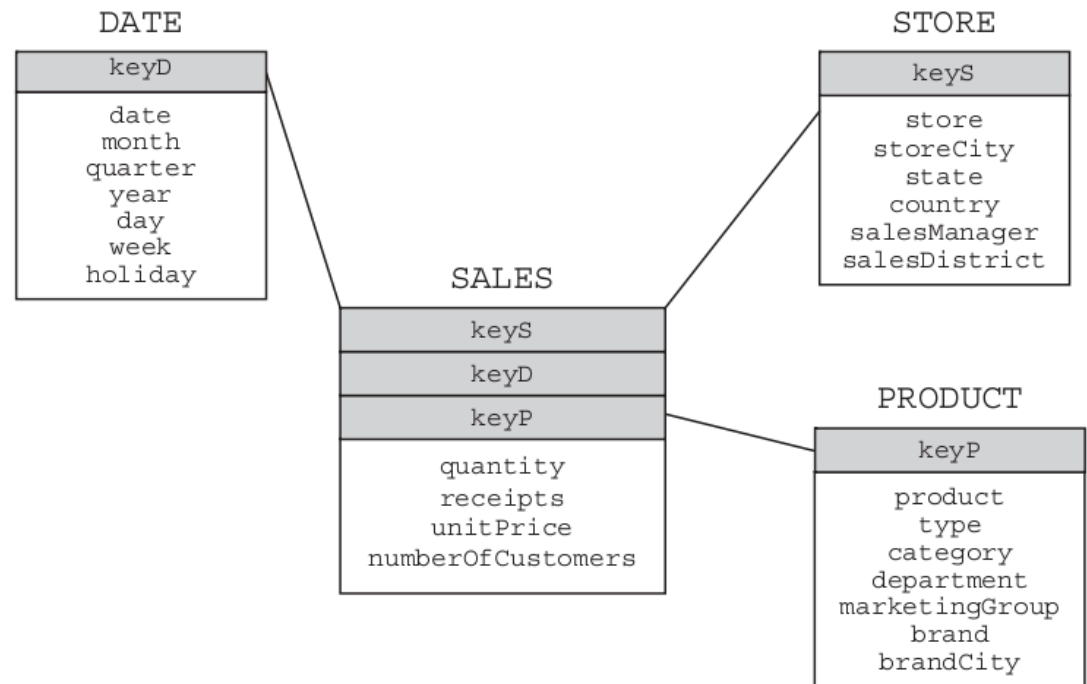 DATE
keyD
date
month
quarter
year
day
week
holiday
STORE
keyS
store
storeCity
state
country
salesManager
salesDistrict
SALES
keyS
keyD
keyP
quantity
receipts
unitPrice
numberOfCustomers
PRODUCT
keyP
product
type
category
department
marketingGroup
brand
brandCity